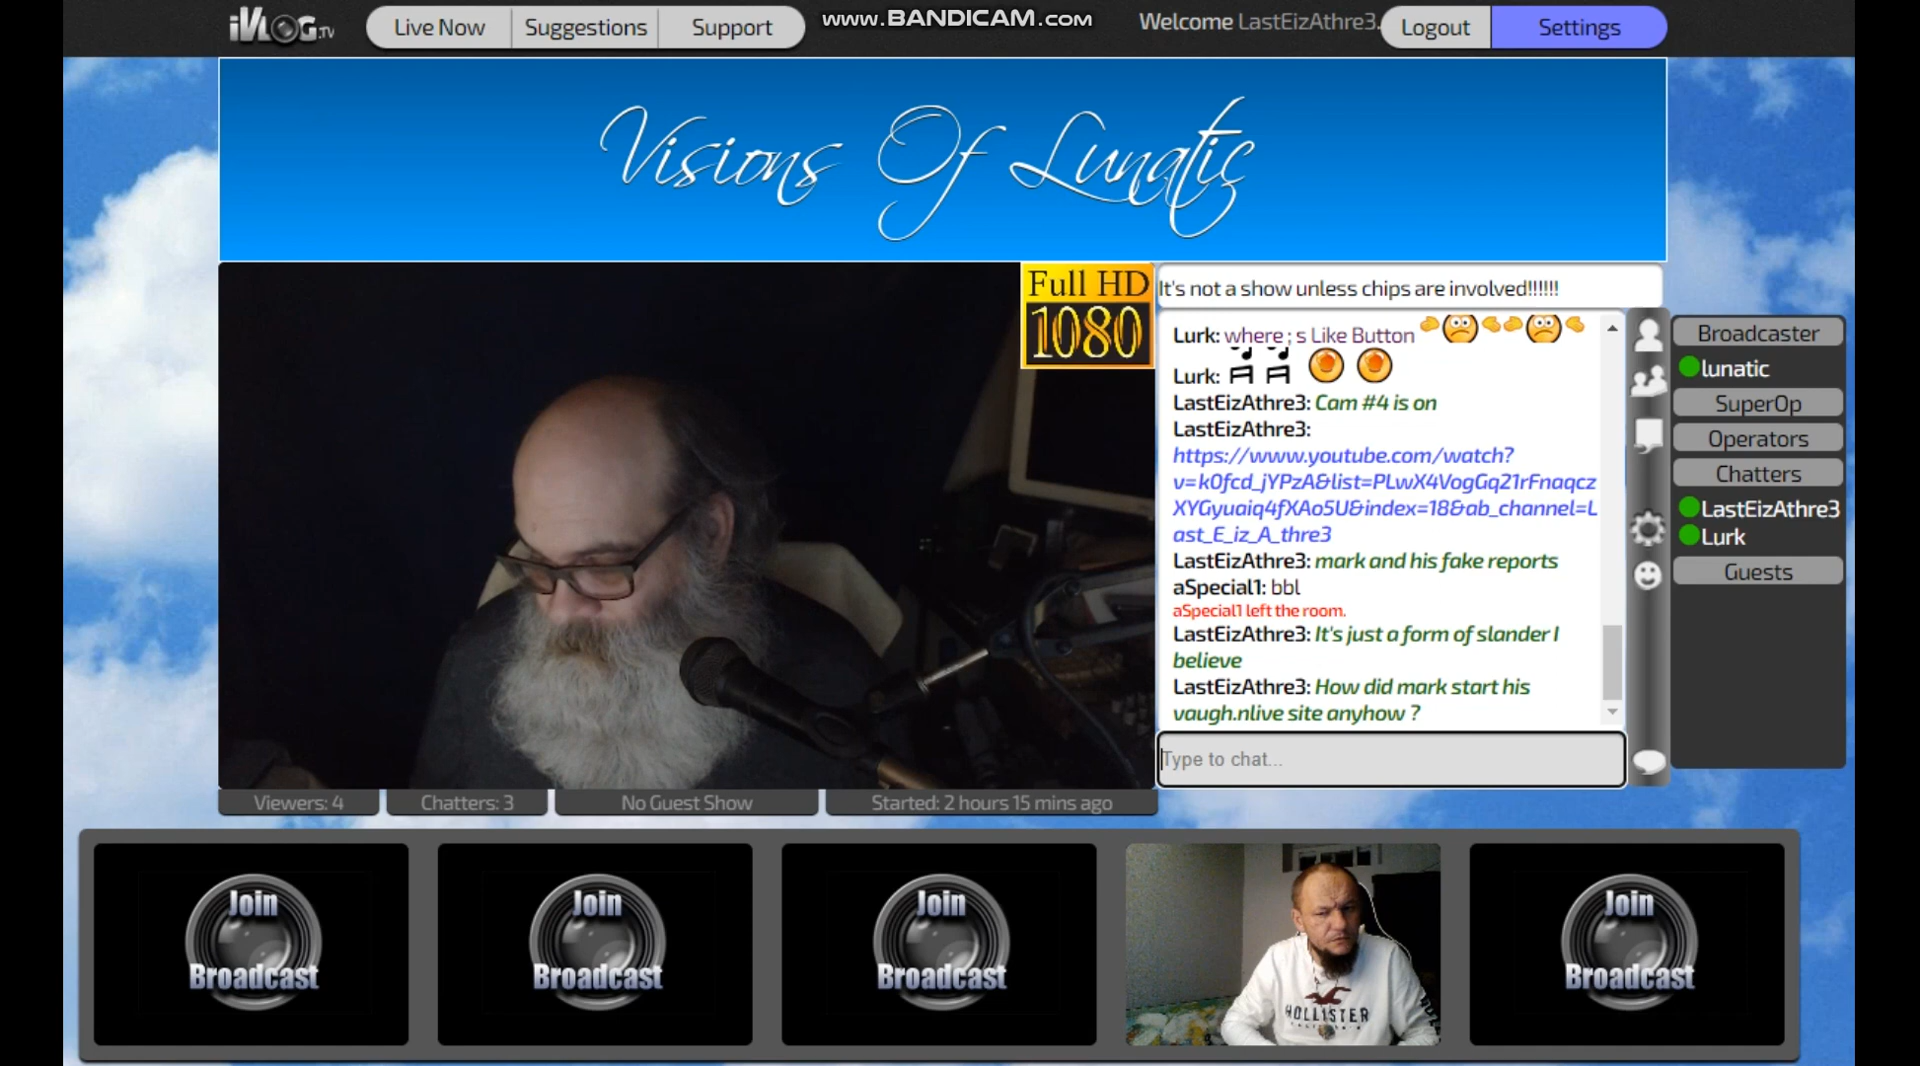 iVLOG.TV
Live Now
Suggestions
Support
www.BANDICAM.com
Welcome LastEizAthre3.
Logout
Settings
Visions Of Lunatic
Full HD
1080
It's not a show unless chips are involved!!!!!!
Lurk: where ; s Like Button
Lurk:
LastEizAthre3: Cam #4 is on
LastEizAthre3:
https://www.youtube.com/watch?
v=k0fcd_jYPzA&list=PLwX4VogGq21rFnaqcz
XYGyuaiq4fXAo5U&index=18&ab_channel=L
ast_E_iz_A_thre3
LastEizAthre3: mark and his fake reports
aSpecial1: bbl
aSpecial1 left the room.
LastEizAthre3: It's just a form of slander I
believe
LastEizAthre3: How did mark start his
vaugh.nlive site anyhow ?
Type to chat...
Broadcaster
lunatic
SuperOp
Operators
Chatters
LastEizAthre3
Lurk
Guests
Viewers: 4
Chatters: 3
No Guest Show
Started: 2 hours 15 mins ago
Join
Broadcast
Join
Broadcast
Join
Broadcast
HOLLISTER
Join
Broadcast